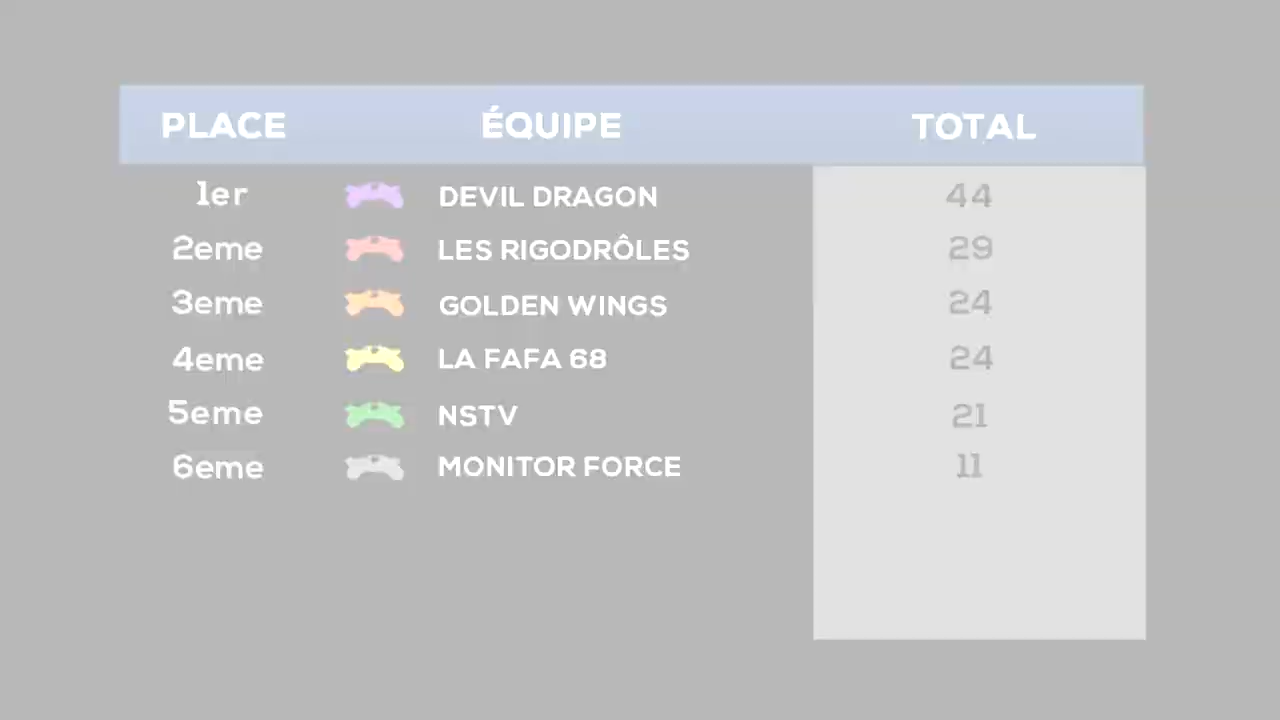 PLACE ÉQUIPE TOTAL
1er DEVIL DRAGON 44
2eme LES RIGODRÔLES 29
3eme GOLDEN WINGS 24
4eme LA FAFA 68 24
5eme NSTV 21
6eme MONITOR FORCE 11